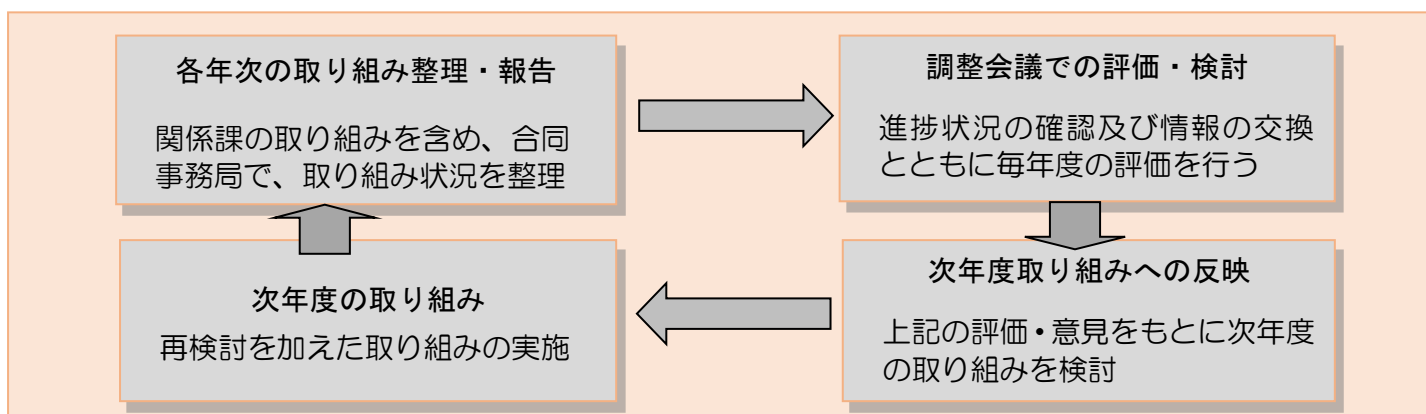 各年次の取り組み整理・報告
関係課の取り組みを含め、合同
事務局で、取り組み状況を整理
調整会議での評価・検討
進捗状況の確認及び情報の交換
とともに毎年度の評価を行う
次年度の取り組み
再検討を加えた取り組みの実施
次年度取り組みへの反映
上記の評価・意見をもとに次年度
の取り組みを検討